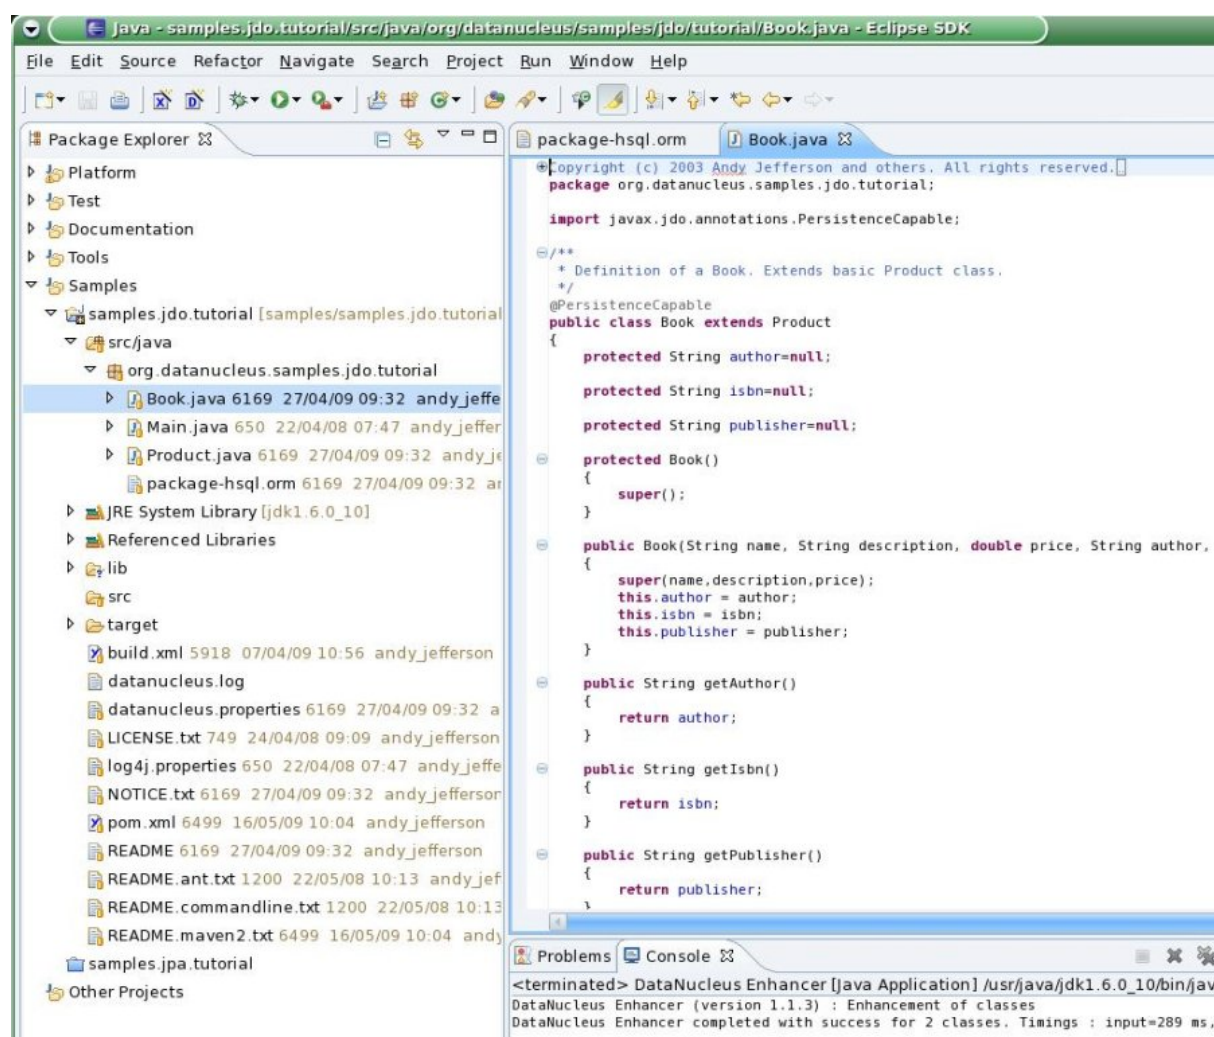 Java - samples.jdo.tutorial/src/java/org/datanucleus/samples/jdo/tutorial/Book.java - Eclipse SDK
File Edit Source Refactor Navigate Search Project Run Window Help
Package Explorer
Platform
Test
Documentation
Tools
Samples
samples.jdo.tutorial [samples/samples.jdo.tutorial
src/java
org.datanucleus.samples.jdo.tutorial
Book.java 6169 27/04/09 09:32 andy_jeffe
Main.java 650 22/04/08 07:47 andy_jeffer
Product.java 6169 27/04/09 09:32 andy_je
package-hsql.orm 6169 27/04/09 09:32 an
JRE System Library [jdk1.6.0_10]
Referenced Libraries
lib
src
target
build.xml 5918 07/04/09 10:56 andy_jefferson
datanucleus.log
datanucleus.properties 6169 27/04/09 09:32 a
LICENSE.txt 749 24/04/08 09:09 andy_jefferson
log4j.properties 650 22/04/08 07:47 andy_jeffe
NOTICE.txt 6169 27/04/09 09:32 andy_jefferson
pom.xml 6499 16/05/09 10:04 andy_jefferson
README 6169 27/04/09 09:32 andy_jefferson
README.ant.txt 1200 22/05/08 10:13 andy_jef
README.commandline.txt 1200 22/05/08 10:13
README.maven2.txt 6499 16/05/09 10:04 andy
samples.jpa.tutorial
Other Projects
package-hsql.orm Book.java
Copyright (c) 2003 Andy Jefferson and others. All rights reserved.
package org.datanucleus.samples.jdo.tutorial;
import javax.jdo.annotations.PersistenceCapable;
/**
* Definition of a Book. Extends basic Product class.
*/
@PersistenceCapable
public class Book extends Product
{
protected String author=null;
protected String isbn=null;
protected String publisher=null;
protected Book()
{
super();
}
public Book(String name, String description, double price, String author,
{
super(name,description,price);
this.author = author;
this.isbn = isbn;
this.publisher = publisher;
}
public String getAuthor()
{
return author;
}
public String getIsbn()
{
return isbn;
}
public String getPublisher()
{
return publisher;
}
Problems Console
<terminated> DataNucleus Enhancer [Java Application] /usr/java/jdk1.6.0_10/bin/jav
DataNucleus Enhancer (version 1.1.3) : Enhancement of classes
DataNucleus Enhancer completed with success for 2 classes. Timings : input=289 ms,